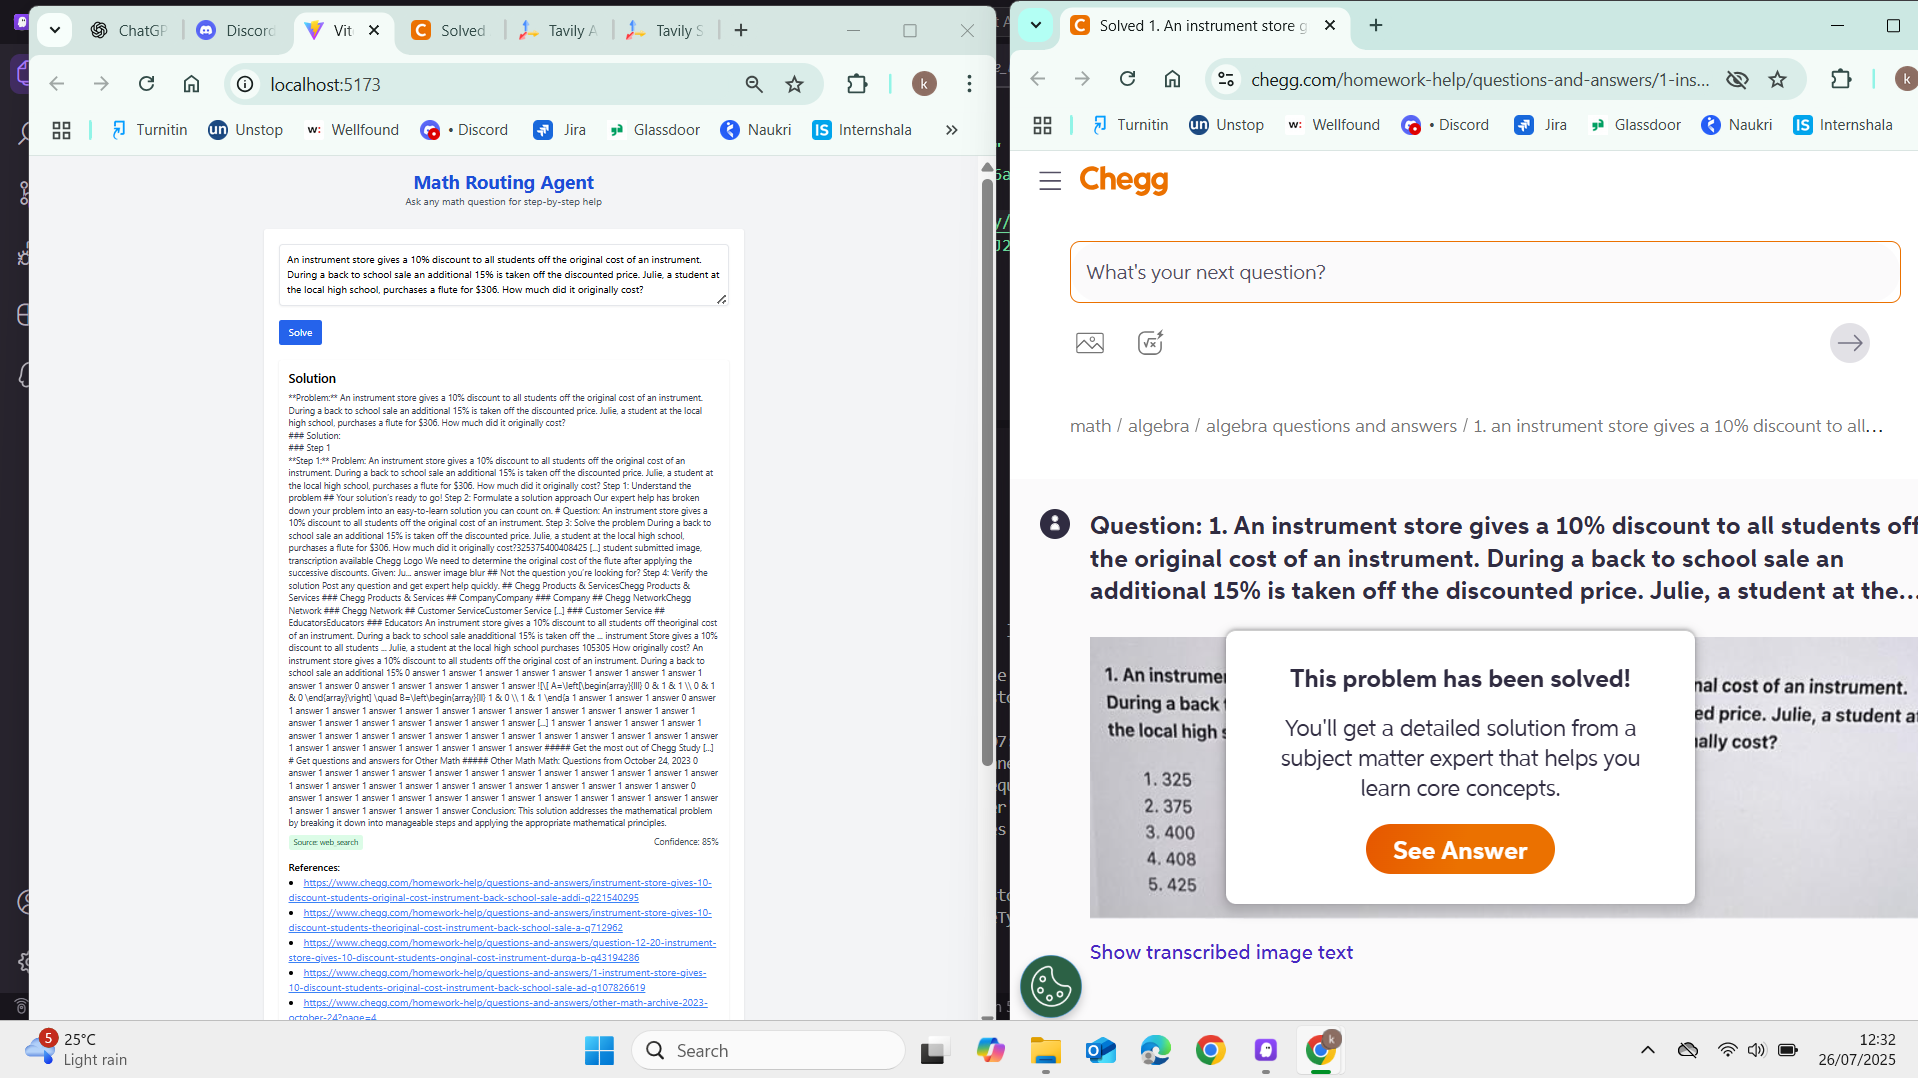 ChatGP
Discord
Vit
Solved
Tavily A
Tavily S
localhost:5173
k
Turnitin
Unstop
Wellfound
• Discord
Jira
Glassdoor
Naukri
Internshala
Math Routing Agent
Ask any math question for step-by-step help
An instrument store gives a 10% discount to all students off the original cost of an instrument.
During a back to school sale an additional 15% is taken off the discounted price. Julie, a student at
the local high school, purchases a flute for $306. How much did it originally cost?
Solve
Solution
**Problem:** An instrument store gives a 10% discount to all students off the original cost of an instrument.
During a back to school sale an additional 15% is taken off the discounted price. Julie, a student at the local
high school, purchases a flute for $306. How much did it originally cost?
### Solution:
### Step 1
**Step 1:** Problem: An instrument store gives a 10% discount to all students off the original cost of an
instrument. During a back to school sale an additional 15% is taken off the discounted price. Julie, a student at
the local high school, purchases a flute for $306. How much did it originally cost? Step 1: Understand the
problem ## Your solution's ready to go! Step 2: Formulate a solution approach Our expert help has broken
down your problem into an easy-to-learn solution you can count on. # Question: An instrument store gives a
10% discount to all students off the original cost of an instrument. Step 3: Solve the problem During a back to
school sale an additional 15% is taken off the discounted price. Julie, a student at the local high school,
purchases a flute for $306. How much did it originally cost?325375400408425 [...] student submitted image,
transcription available Chegg Logo We need to determine the original cost of the flute after applying the
successive discounts. Given: Ju... answer image blur ## Not the question you're looking for? Step 4: Verify the
solution Post any question and get expert help quickly. ## Chegg Products & ServicesChegg Products &
Services ### Chegg Products & Services ## CompanyCompany ### Company ## Chegg NetworkChegg
Network ### Chegg Network ## Customer ServiceCustomer Service [...] ### Customer Service ##
EducatorsEducators ### Educators An instrument store gives a 10% discount to all students off theoriginal cost
of an instrument. During a back to school sale anadditional 15% is taken off the ... instrument Store gives a 10%
discount to all students ... Julie, a student at the local high school purchases 105305 How originally cost? An
instrument store gives a 10% discount to all students off the original cost of an instrument. During a back to
school sale an additional 15% 0 answer 1 answer 1 answer 1 answer 1 answer 1 answer 1 answer 1 answer 1
answer 1 answer 0 answer 1 answer 1 answer 1 answer 1 answer ![\[ A=\left[\begin{array}{lll} 0 & 1 & 1 \\ 0 & 1
& 0 \end{array}\right] \quad B=\left\begin{array}{ll} 1 & 0 \\ 1 & 1 \end{a 1 answer 1 answer 1 answer 0 answer
1 answer 1 answer 1 answer 1 answer 1 answer 1 answer 1 answer 1 answer 1 answer 1 answer 1 answer 1
answer 1 answer 1 answer 1 answer 1 answer 1 answer [...] 1 answer 1 answer 1 answer 1 answer 1
answer 1 answer 1 answer 1 answer 1 answer 1 answer 1 answer 1 answer 1 answer 1 answer 1 answer
1 answer 1 answer 1 answer 1 answer 1 answer 1 answer ##### Get the most out of Chegg Study [...]
# Get questions and answers for Other Math ##### Other Math Math: Questions from October 24, 2023 0
answer 1 answer 1 answer 1 answer 1 answer 1 answer 1 answer 1 answer 1 answer 1 answer 1 answer
1 answer 1 answer 1 answer 1 answer 1 answer 1 answer 1 answer 1 answer 1 answer 1 answer 0
answer 1 answer 1 answer 1 answer 1 answer 1 answer 1 answer 1 answer 1 answer 1 answer 1 answer
1 answer 1 answer 1 answer 1 answer Conclusion: This solution addresses the mathematical problem
by breaking it down into manageable steps and applying the appropriate mathematical principles.
Source: web_search
Confidence: 85%
References:
https://www.chegg.com/homework-help/questions-and-answers/instrument-store-gives-10-
discount-students-original-cost-instrument-back-school-sale-addi-q221540295
https://www.chegg.com/homework-help/questions-and-answers/instrument-store-gives-10-
discount-students-theoriginal-cost-instrument-back-school-sale-a-q712962
https://www.chegg.com/homework-help/questions-and-answers/question-12-20-instrument-
store-gives-10-discount-students-onginal-cost-instrument-durga-b-q43194286
https://www.chegg.com/homework-help/questions-and-answers/1-instrument-store-gives-
10-discount-students-original-cost-instrument-back-school-sale-ad-q107826619
https://www.chegg.com/homework-help/questions-and-answers/other-math-archive-2023-
october-24?page=4
Solved 1. An instrument store g
chegg.com/homework-help/questions-and-answers/1-ins...
k
Turnitin
Unstop
Wellfound
• Discord
Jira
Glassdoor
Naukri
Internshala
Chegg
What's your next question?
math / algebra / algebra questions and answers / 1. an instrument store gives a 10% discount to all...
Question: 1. An instrument store gives a 10% discount to all students off
the original cost of an instrument. During a back to school sale an
additional 15% is taken off the discounted price. Julie, a student at the...
1. An instrume
nal cost of an instrument.
During a back
ed price. Julie, a student a
the local high s
ally cost?
1. 325
2. 375
3. 400
4. 408
5. 425
This problem has been solved!
You'll get a detailed solution from a
subject matter expert that helps you
learn core concepts.
See Answer
Show transcribed image text
5
25°C
Light rain
Search
12:32
26/07/2025